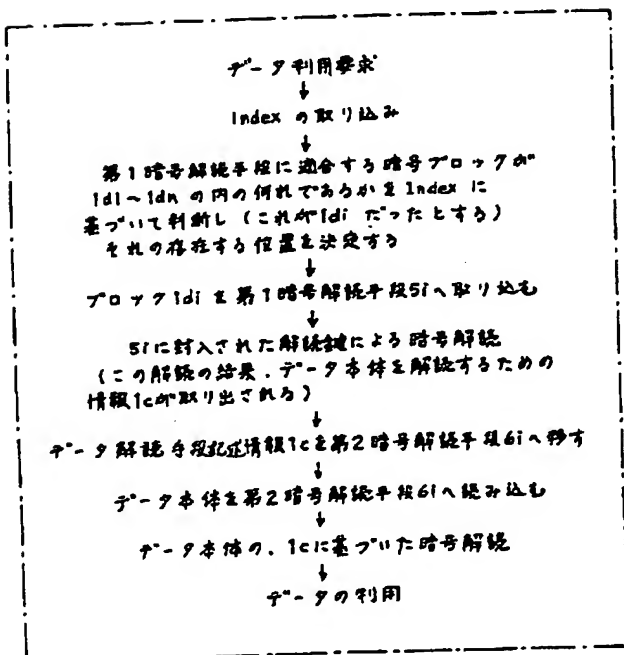 データ利用要求
↓
Index の取り込み
↓
第1暗号解読手段に適合する暗号ブロックが
1d1～1dn の内の何れであるかを Index に
基づいて判断し（これが1di だったとする）
それの存在する位置を決定する
↓
ブロック1di を第1暗号解読手段5iへ取り込む
↓
5iに封入された解読鍵による暗号解読
（この解読の結果．データ本体を解読するための
情報1cが取り出される）
↓
データ解読手段記述情報1cを第2暗号解読手段6iへ移す
↓
データ本体を第2暗号解読手段6iへ読み込む
↓
データ本体の．1cに基づいた暗号解読
↓
データの利用